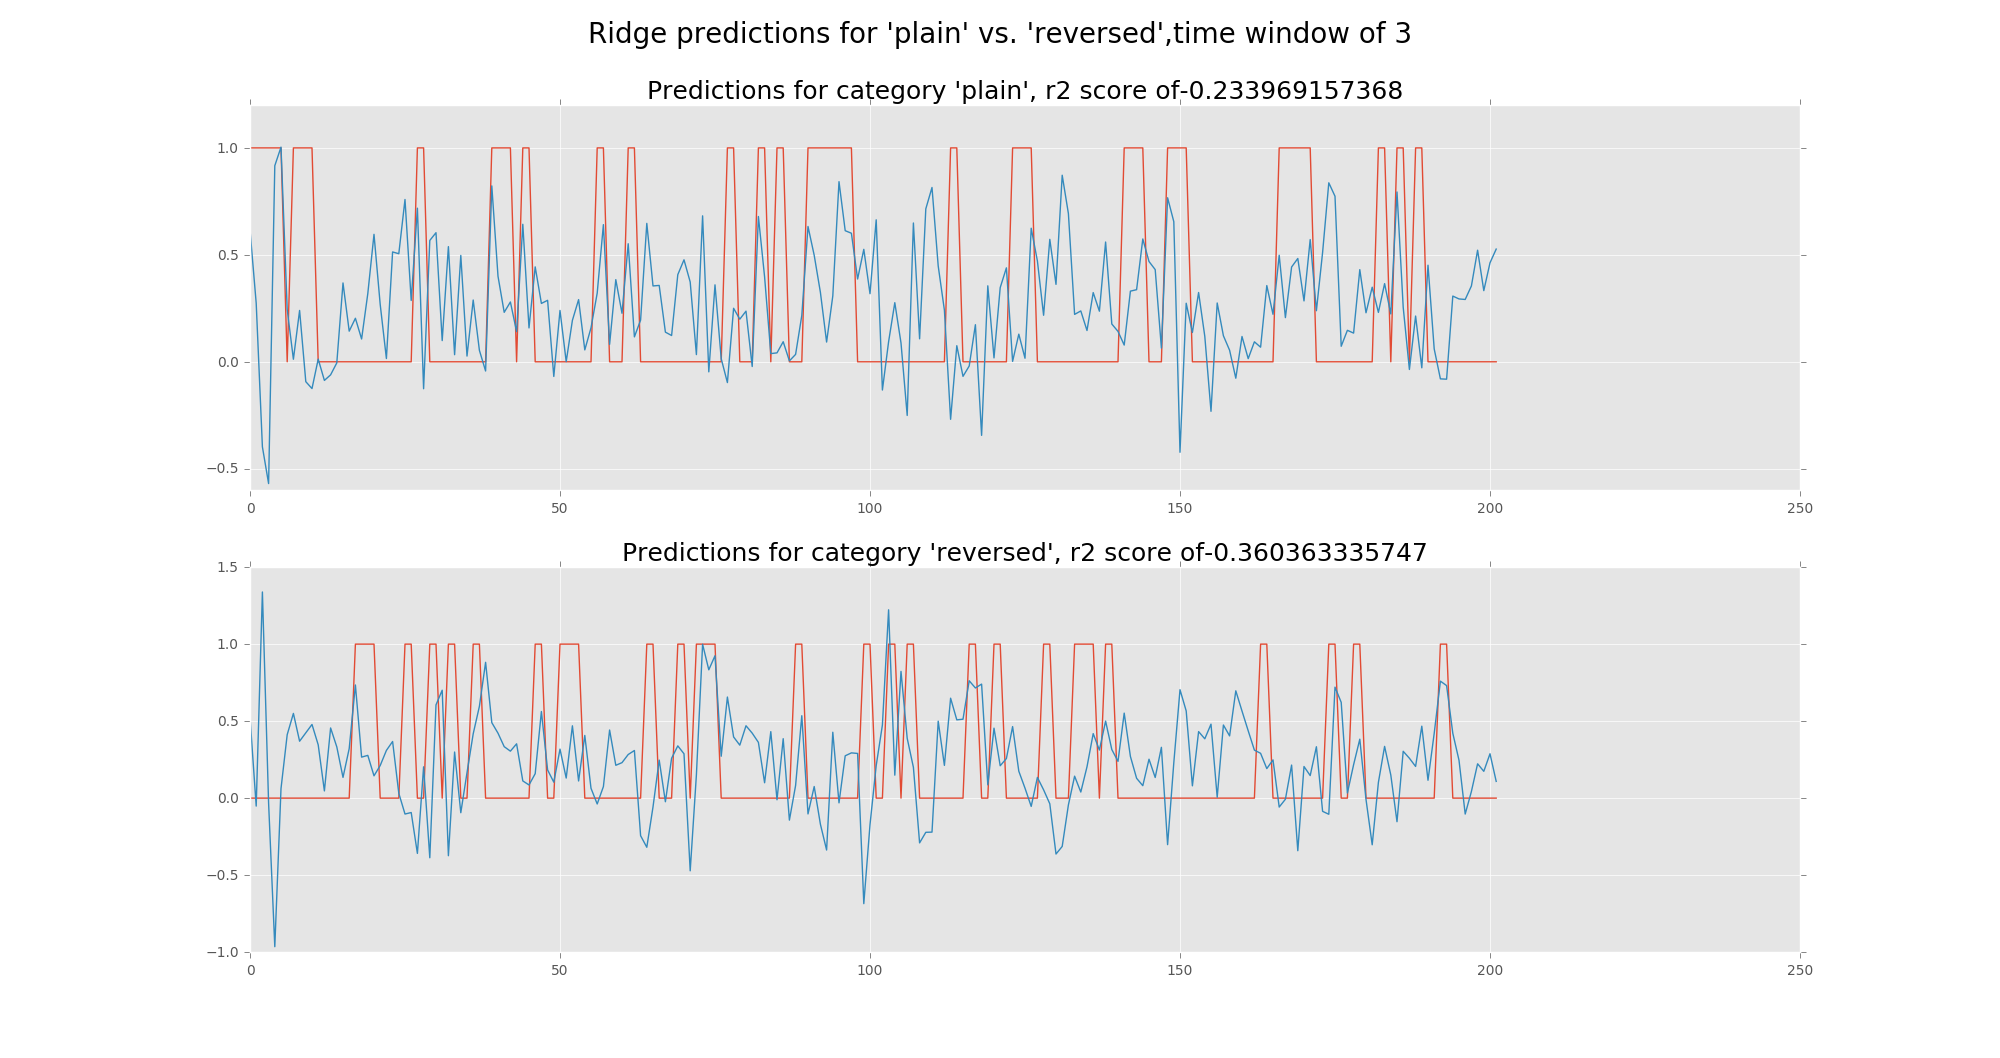 Ridge predictions for 'plain' vs. 'reversed',time window of 3
Predictions for category 'plain', r2 score of-0.233969157368
1.0
0.5
0.0
−0.5
0 50 100 150 200 250
Predictions for category 'reversed', r2 score of-0.360363335747
1.5
1.0
0.5
0.0
−0.5
−1.0
0 50 100 150 200 250